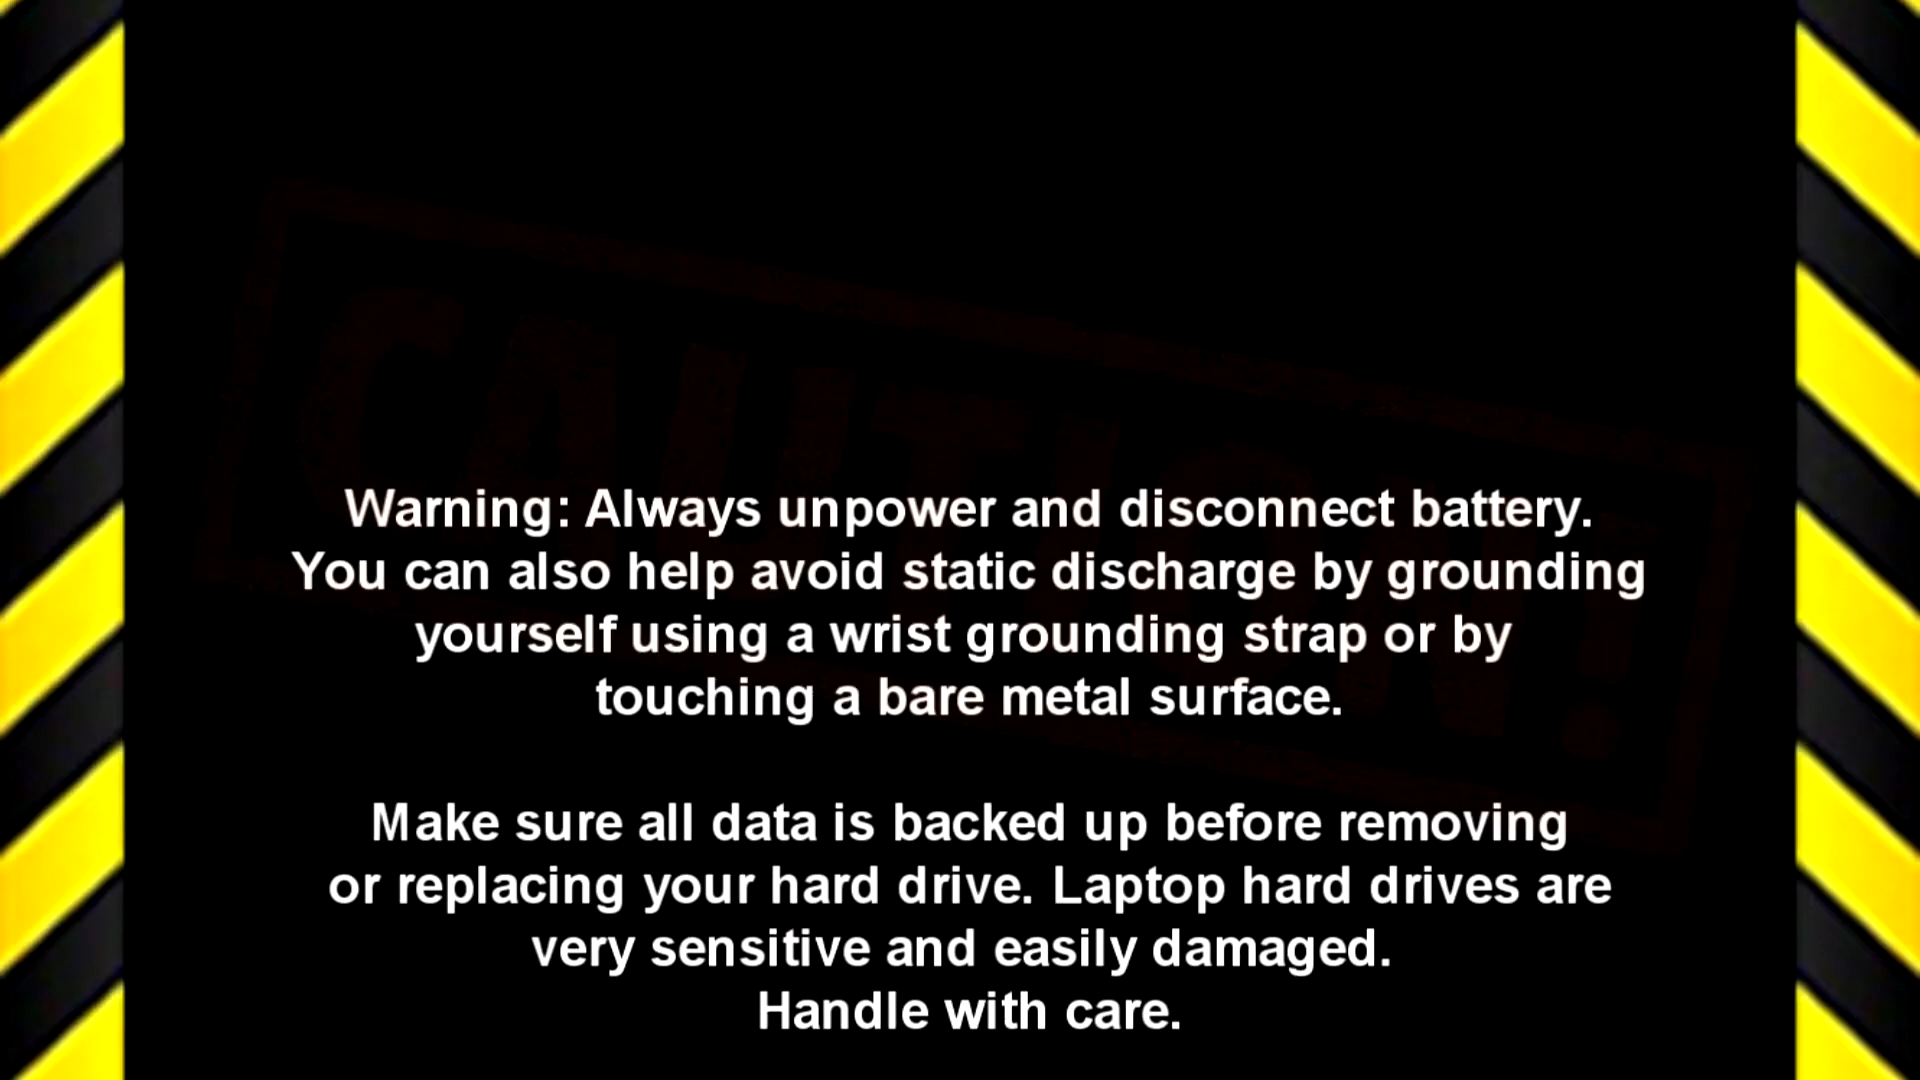 CAUTION!
Warning: Always unpower and disconnect battery.
You can also help avoid static discharge by grounding
yourself using a wrist grounding strap or by
touching a bare metal surface.
Make sure all data is backed up before removing
or replacing your hard drive. Laptop hard drives are
very sensitive and easily damaged.
Handle with care.